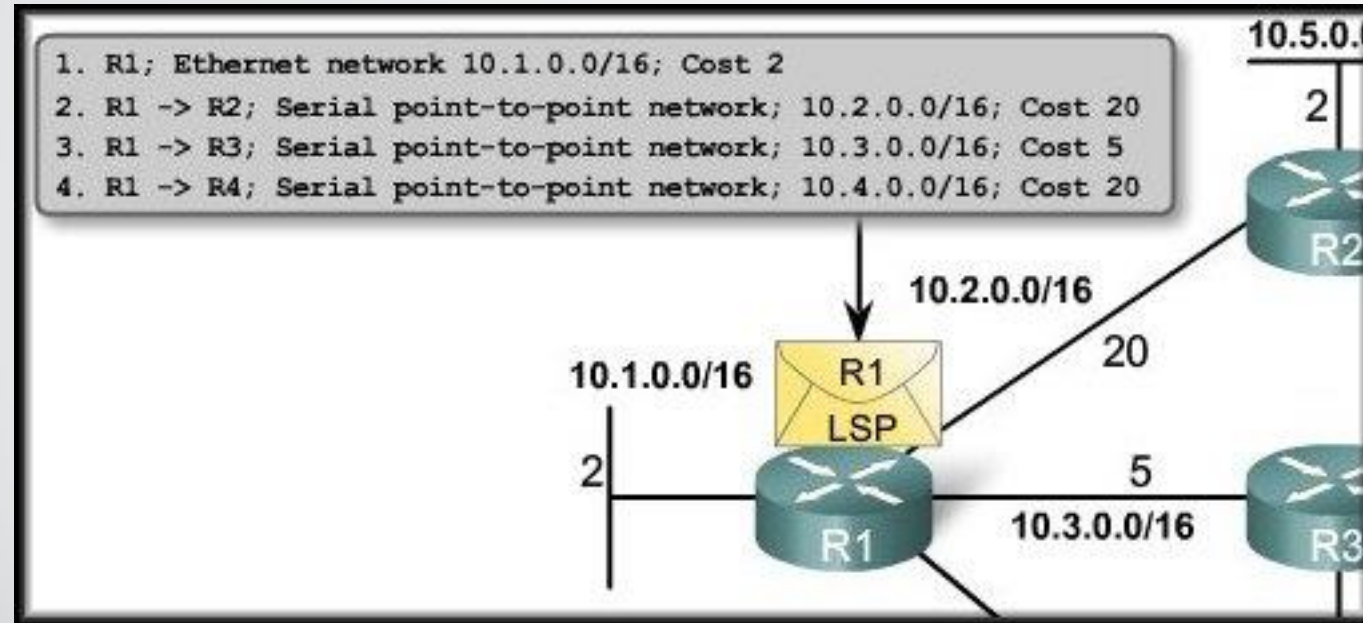 1. R1; Ethernet network 10.1.0.0/16; Cost 2
2. R1 -> R2; Serial point-to-point network; 10.2.0.0/16; Cost 20
3. R1 -> R3; Serial point-to-point network; 10.3.0.0/16; Cost 5
4. R1 -> R4; Serial point-to-point network; 10.4.0.0/16; Cost 20
10.5.0.
2
R2
10.2.0.0/16
20
10.1.0.0/16
R1
LSP
2
5
R1
10.3.0.0/16
R3